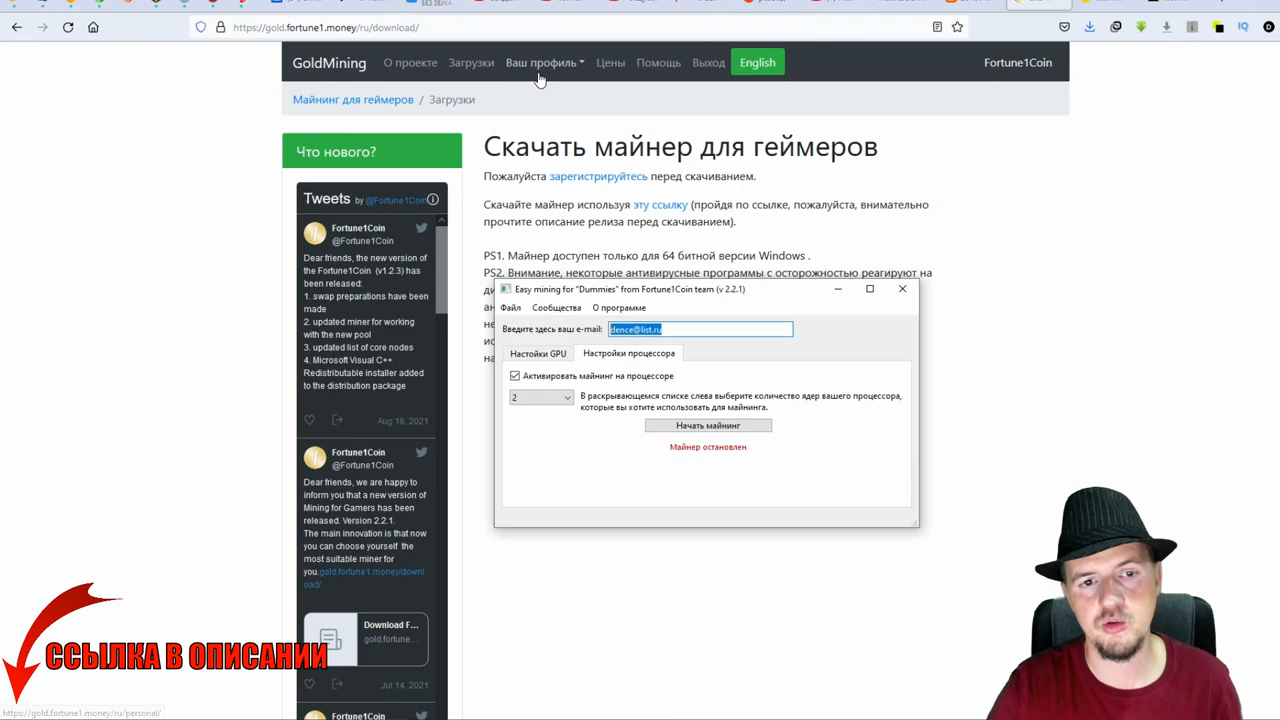 БЕЗ ЗВУКА
https://gold.fortune1.money/ru/download/
GoldMining О проекте Загрузки Ваш профиль Цены Помощь Выход English Fortune1Coin
Майнинг для геймеров / Загрузки
Что нового?
Tweets by @Fortune1Coin
Fortune1Coin
@Fortune1Coin
Dear friends, the new version of
the Fortune1Coin (v1.2.3) has
been released:
1. swap preparations have been
made
2. updated miner for working
with the new pool
3. updated list of core nodes
4. Microsoft Visual C++
Redistributable installer added
to the distribution package
Aug 18, 2021
Fortune1Coin
@Fortune1Coin
Dear friends, we are happy to
inform you that a new version of
Mining for Gamers has been
released. Version 2.2.1.
The main innovation is that now
you can choose yourself the
most suitable miner for
you.gold.fortune1.money/downl
oad/
Download F...
gold.fortune...
Jul 14, 2021
Fortune1Coin
Скачать майнер для геймеров
Пожалуйста зарегистрируйтесь перед скачиванием.
Скачайте майнер используя эту ссылку (пройдя по ссылке, пожалуйста, внимательно
прочтите описание релиза перед скачиванием).
PS1. Майнер доступен только для 64 битной версии Windows .
PS2. Внимание, некоторые антивирусные программы с осторожностью реагируют на
Easy mining for "Dummies" from Fortune1Coin team (v 2.2.1)
Файл Сообщества О программе
Введите здесь ваш e-mail: dence@list.ru
Настойки GPU Настройки процессора
Активировать майнинг на процессоре
2 В раскрывающемся списке слева выберите количество ядер вашего процессора,
которые вы хотите использовать для майнинга.
Начать майнинг
Майнер остановлен
ССЫЛКА В ОПИСАНИИ
https://gold.fortune1.money/ru/personal/